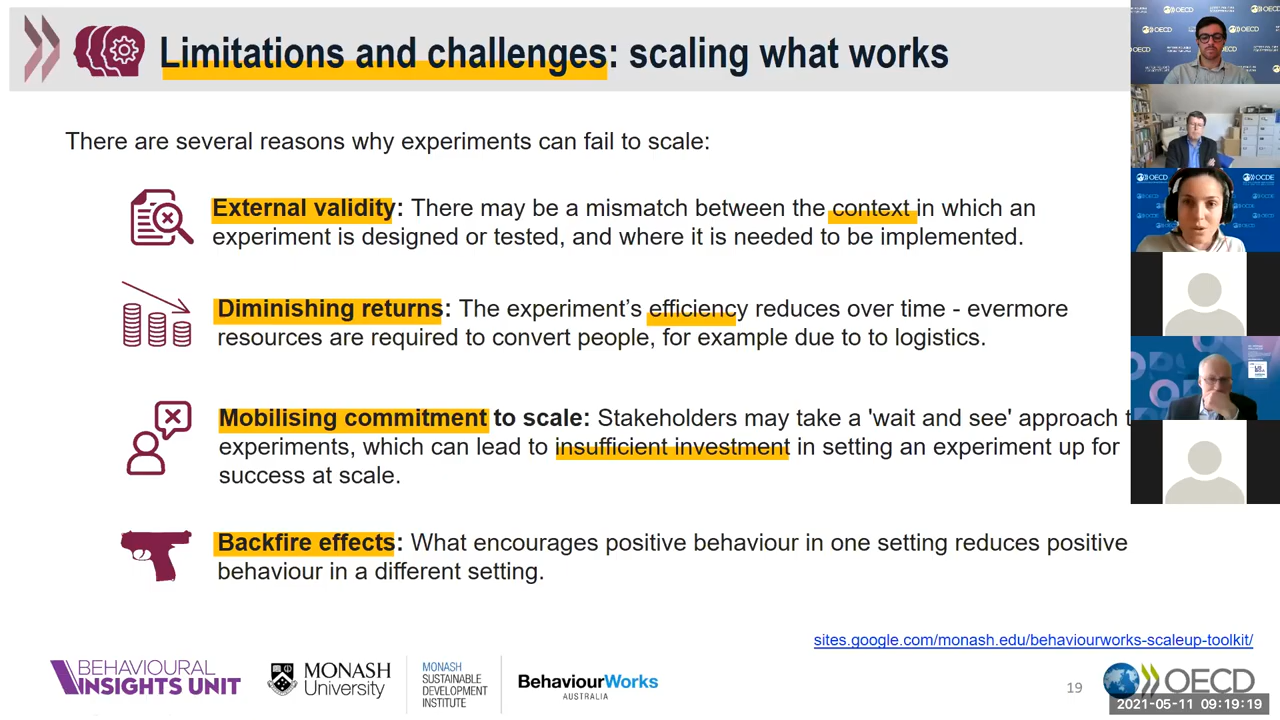 Limitations and challenges: scaling what works
There are several reasons why experiments can fail to scale:
External validity: There may be a mismatch between the context in which an
experiment is designed or tested, and where it is needed to be implemented.
Diminishing returns: The experiment's efficiency reduces over time - evermore
resources are required to convert people, for example due to to logistics.
Mobilising commitment to scale: Stakeholders may take a 'wait and see' approach t
experiments, which can lead to insufficient investment in setting an experiment up for
success at scale.
Backfire effects: What encourages positive behaviour in one setting reduces positive
behaviour in a different setting.
sites.google.com/monash.edu/behaviourworks-scaleup-toolkit/
BEHAVIOURAL
INSIGHTS UNIT
MONASH
University
MONASH
SUSTAINABLE
DEVELOPMENT
INSTITUTE
BehaviourWorks
AUSTRALIA
19
OECD
2021-05-11 09:19:19
OECD
OECD
OECD
OECD
OCDE